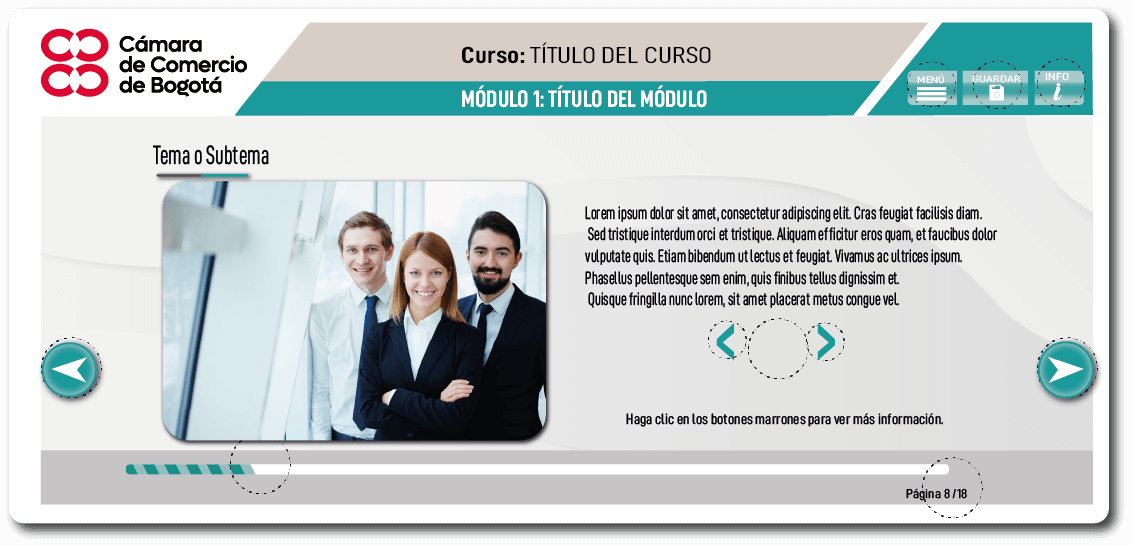 Cámara
de Comercio
de Bogotá
Curso: TÍTULO DEL CURSO
MÓDULO 1: TÍTULO DEL MÓDULO
MENÚ
GUARDAR
INFO
i
Tema o Subtema
Lorem ipsum dolor sit amet, consectetur adipiscing elit. Cras feugiat facilisis diam.
Sed tristique interdum orci et tristique. Aliquam efficitur eros quam, et faucibus dolor
vulputate quis. Etiam bibendum ut lectus et feugiat. Vivamus ac ultrices ipsum.
Phasellus pellentesque sem enim, quis finibus tellus dignissim et.
Quisque fringilla nunc lorem, sit amet placerat metus congue vel.
Haga clic en los botones marrones para ver más información.
Página 8 /18